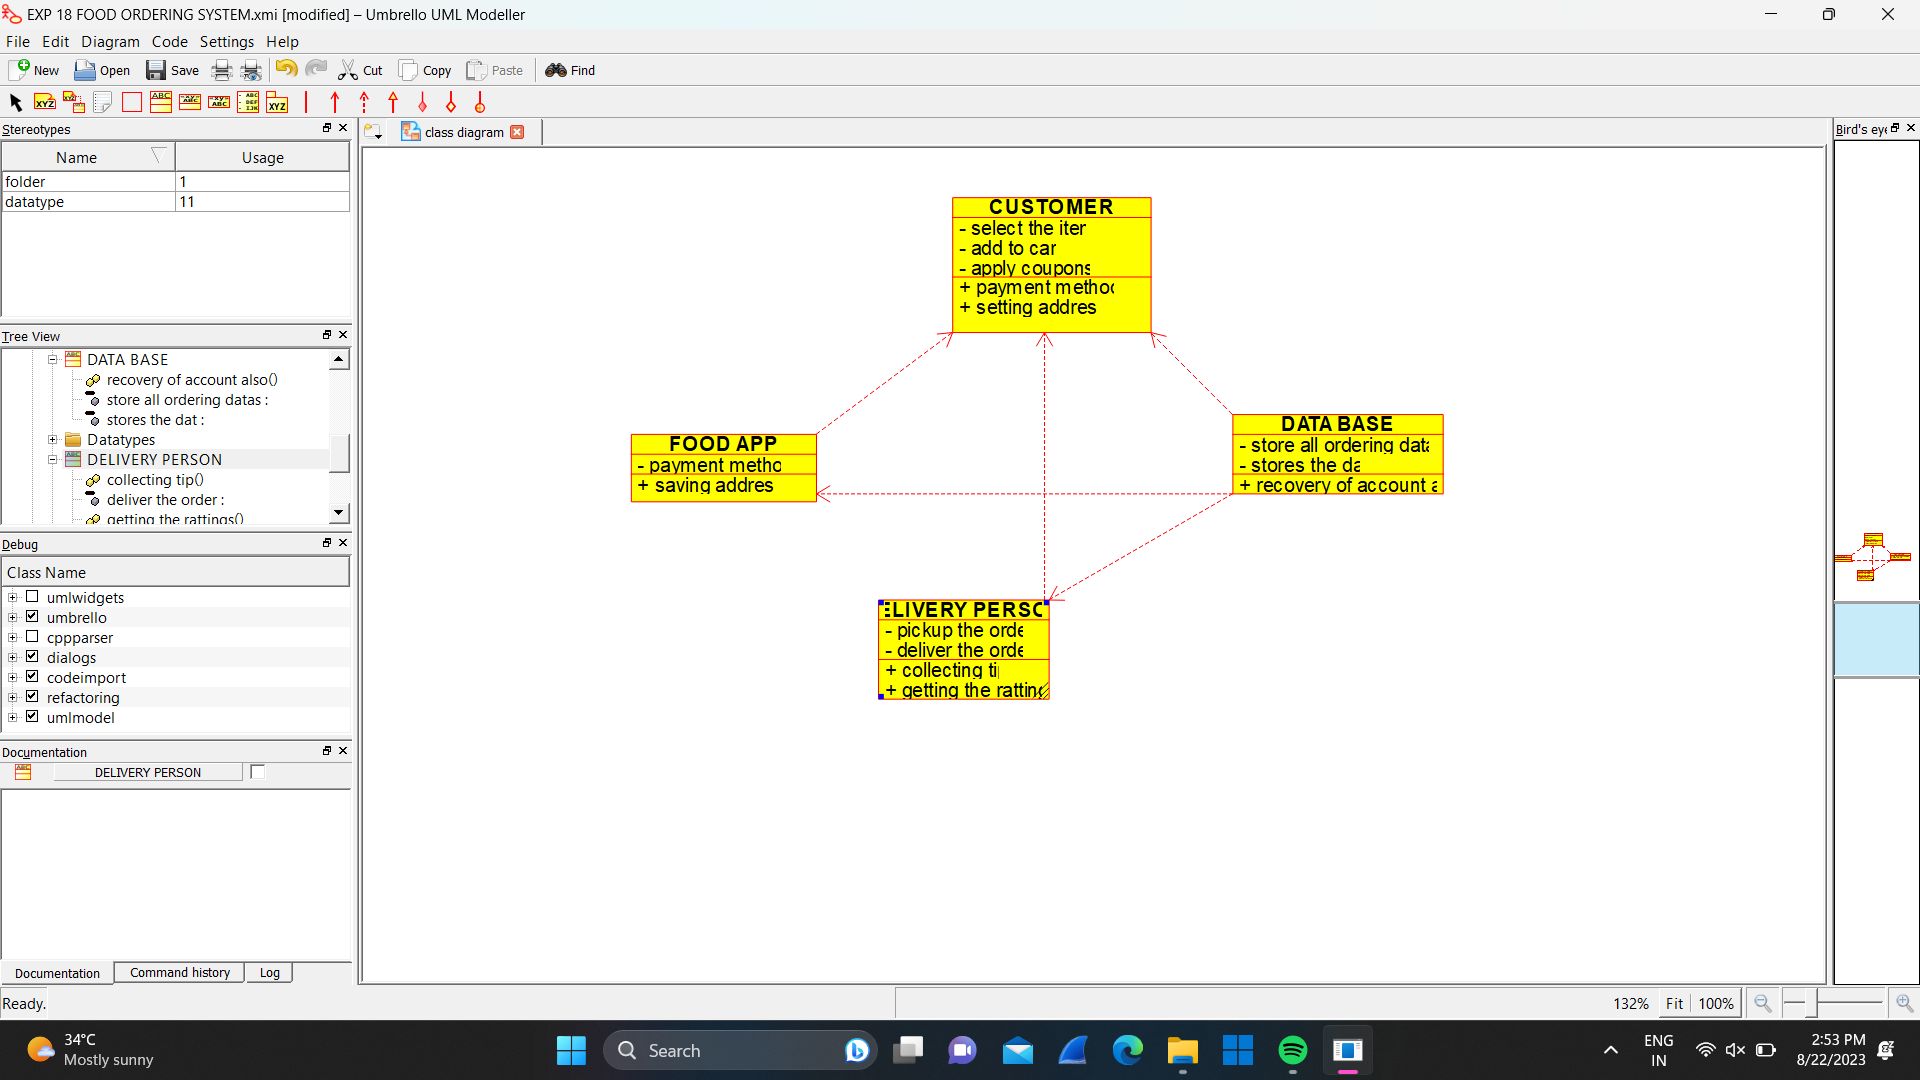 EXP 18 FOOD ORDERING SYSTEM.xmi [modified] – Umbrello UML Modeller
File Edit Diagram Code Settings Help
New Open Save Cut Copy Paste Find
Stereotypes
Name Usage
folder 1
datatype 11
Tree View
DATA BASE
recovery of account also()
store all ordering datas :
stores the dat :
Datatypes
DELIVERY PERSON
collecting tip()
deliver the order :
getting the rattings()
Debug
Class Name
umlwidgets
umbrello
cppparser
dialogs
codeimport
refactoring
umlmodel
Documentation
DELIVERY PERSON
Documentation Command history Log
Ready.
class diagram
CUSTOMER
- select the iter
- add to car
- apply coupons
+ payment methoc
+ setting addres
FOOD APP
- payment metho
+ saving addres
DATA BASE
- store all ordering data
- stores the da
+ recovery of account a
ELIVERY PERSO
- pickup the orde
- deliver the orde
+ collecting ti
+ getting the ratting
Bird's eye
132% Fit 100%
34°C
Mostly sunny
Search
ENG
IN
2:53 PM
8/22/2023